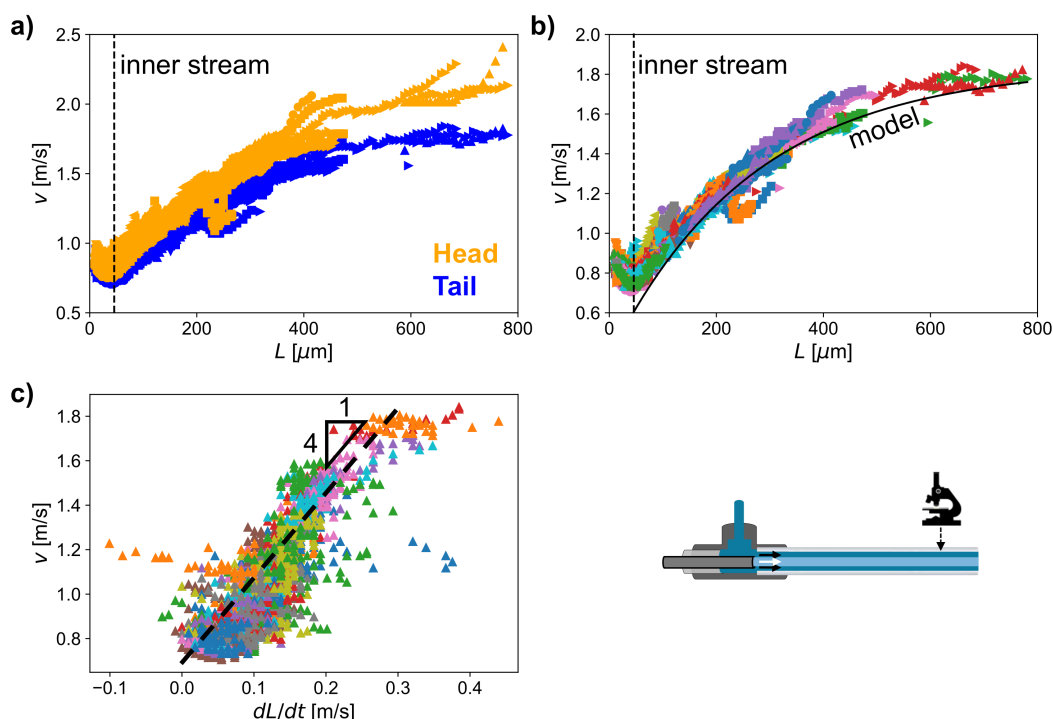 a)
2.5
2.0
1.5
1.0
0.5
v [m/s]
inner stream
Head
Tail
0 200 400 600 800
L [μm]
b)
2.0
1.8
1.6
1.4
1.2
1.0
0.8
0.6
v [m/s]
inner stream
model
0 200 400 600 800
L [μm]
c)
1.8
1.6
1.4
1.2
1.0
0.8
v [m/s]
1
4
−0.1 0.0 0.1 0.2 0.3 0.4
dL/dt [m/s]